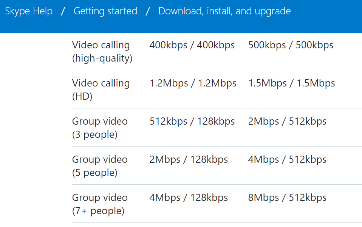 Skype Help / Getting started / Download, install, and upgrade
Video calling 400kbps / 400kbps 500kbps / 500kbps
(high-quality)
Video calling 1.2Mbps / 1.2Mbps 1.5Mbps / 1.5Mbps
(HD)
Group video 512kbps / 128kbps 2Mbps / 512kbps
(3 people)
Group video 2Mbps / 128kbps 4Mbps / 512kbps
(5 people)
Group video 4Mbps / 128kbps 8Mbps / 512kbps
(7+ people)